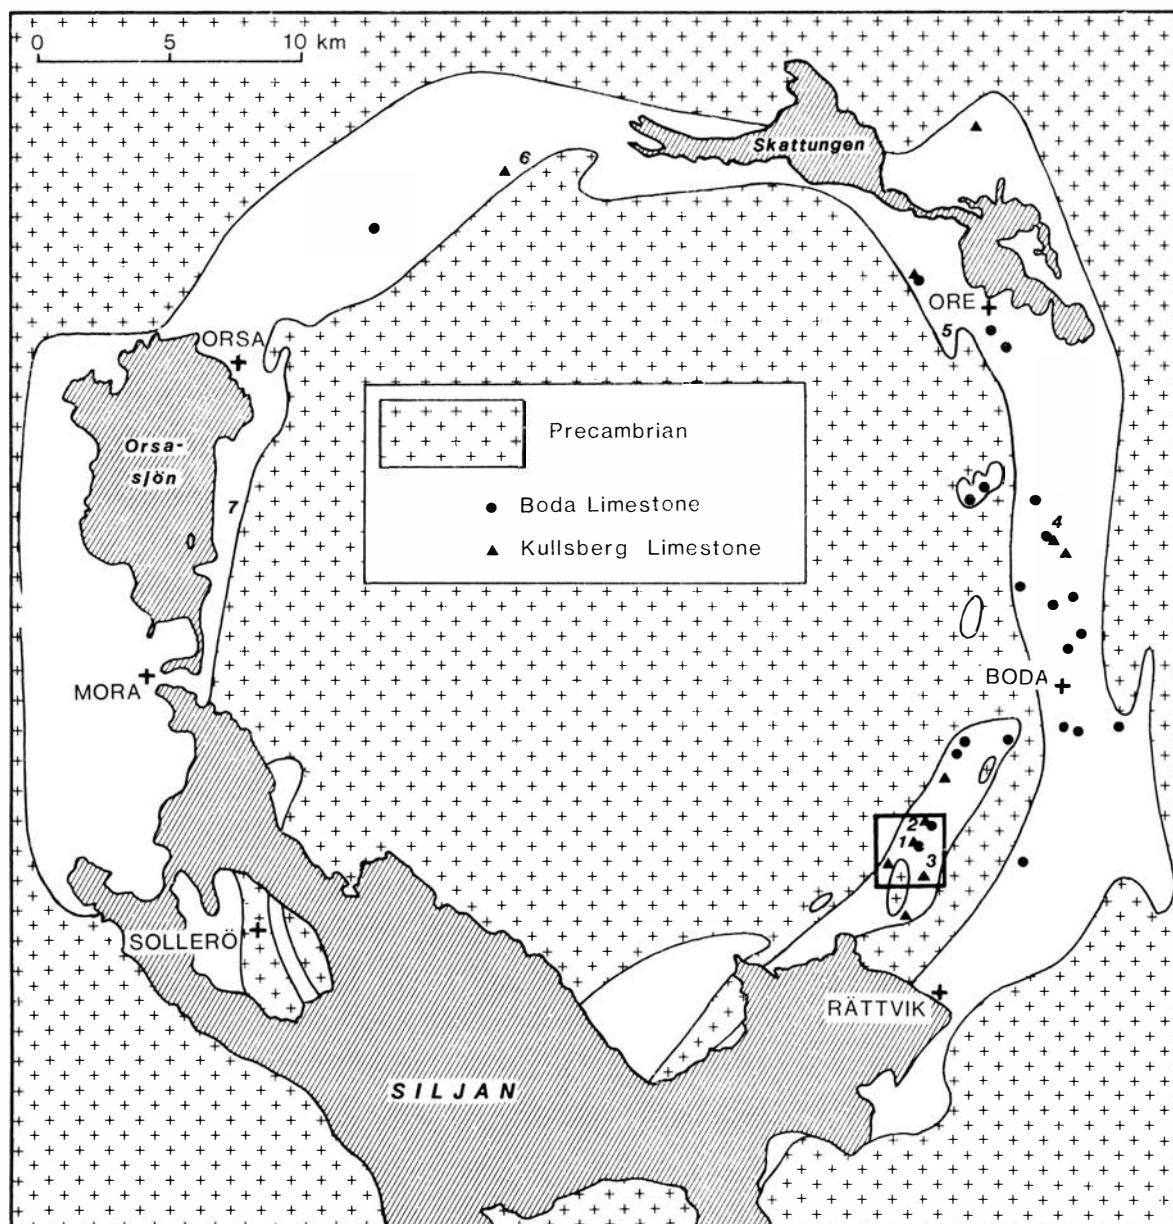 0 5 10 km
Skattungen
6
ORE
5
ORSA
Precambrian
Orsa-
sjön
Boda Limestone
7
4
Kullsberg Limestone
BODA
MORA
2
1
3
SOLLERÖ
RÄTTVIK
SILJAN